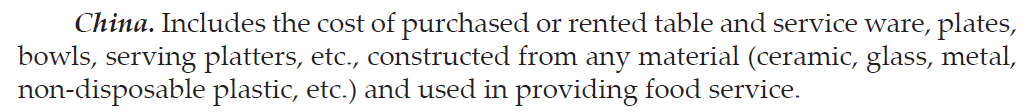 China. Includes the cost of purchased or rented table and service ware, plates,
bowls, serving platters, etc., constructed from any material (ceramic, glass, metal,
non-disposable plastic, etc.) and used in providing food service.